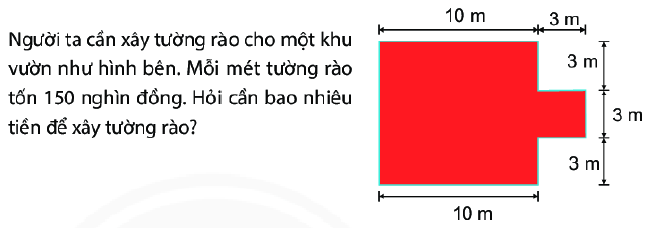 10 m
3 m
Người ta cần xây tường rào cho một khu
vườn như hình bên. Mỗi mét tường rào
tốn 150 nghìn đồng. Hỏi cần bao nhiêu
tiền để xây tường rào?
3 m
3 m
3 m
10 m